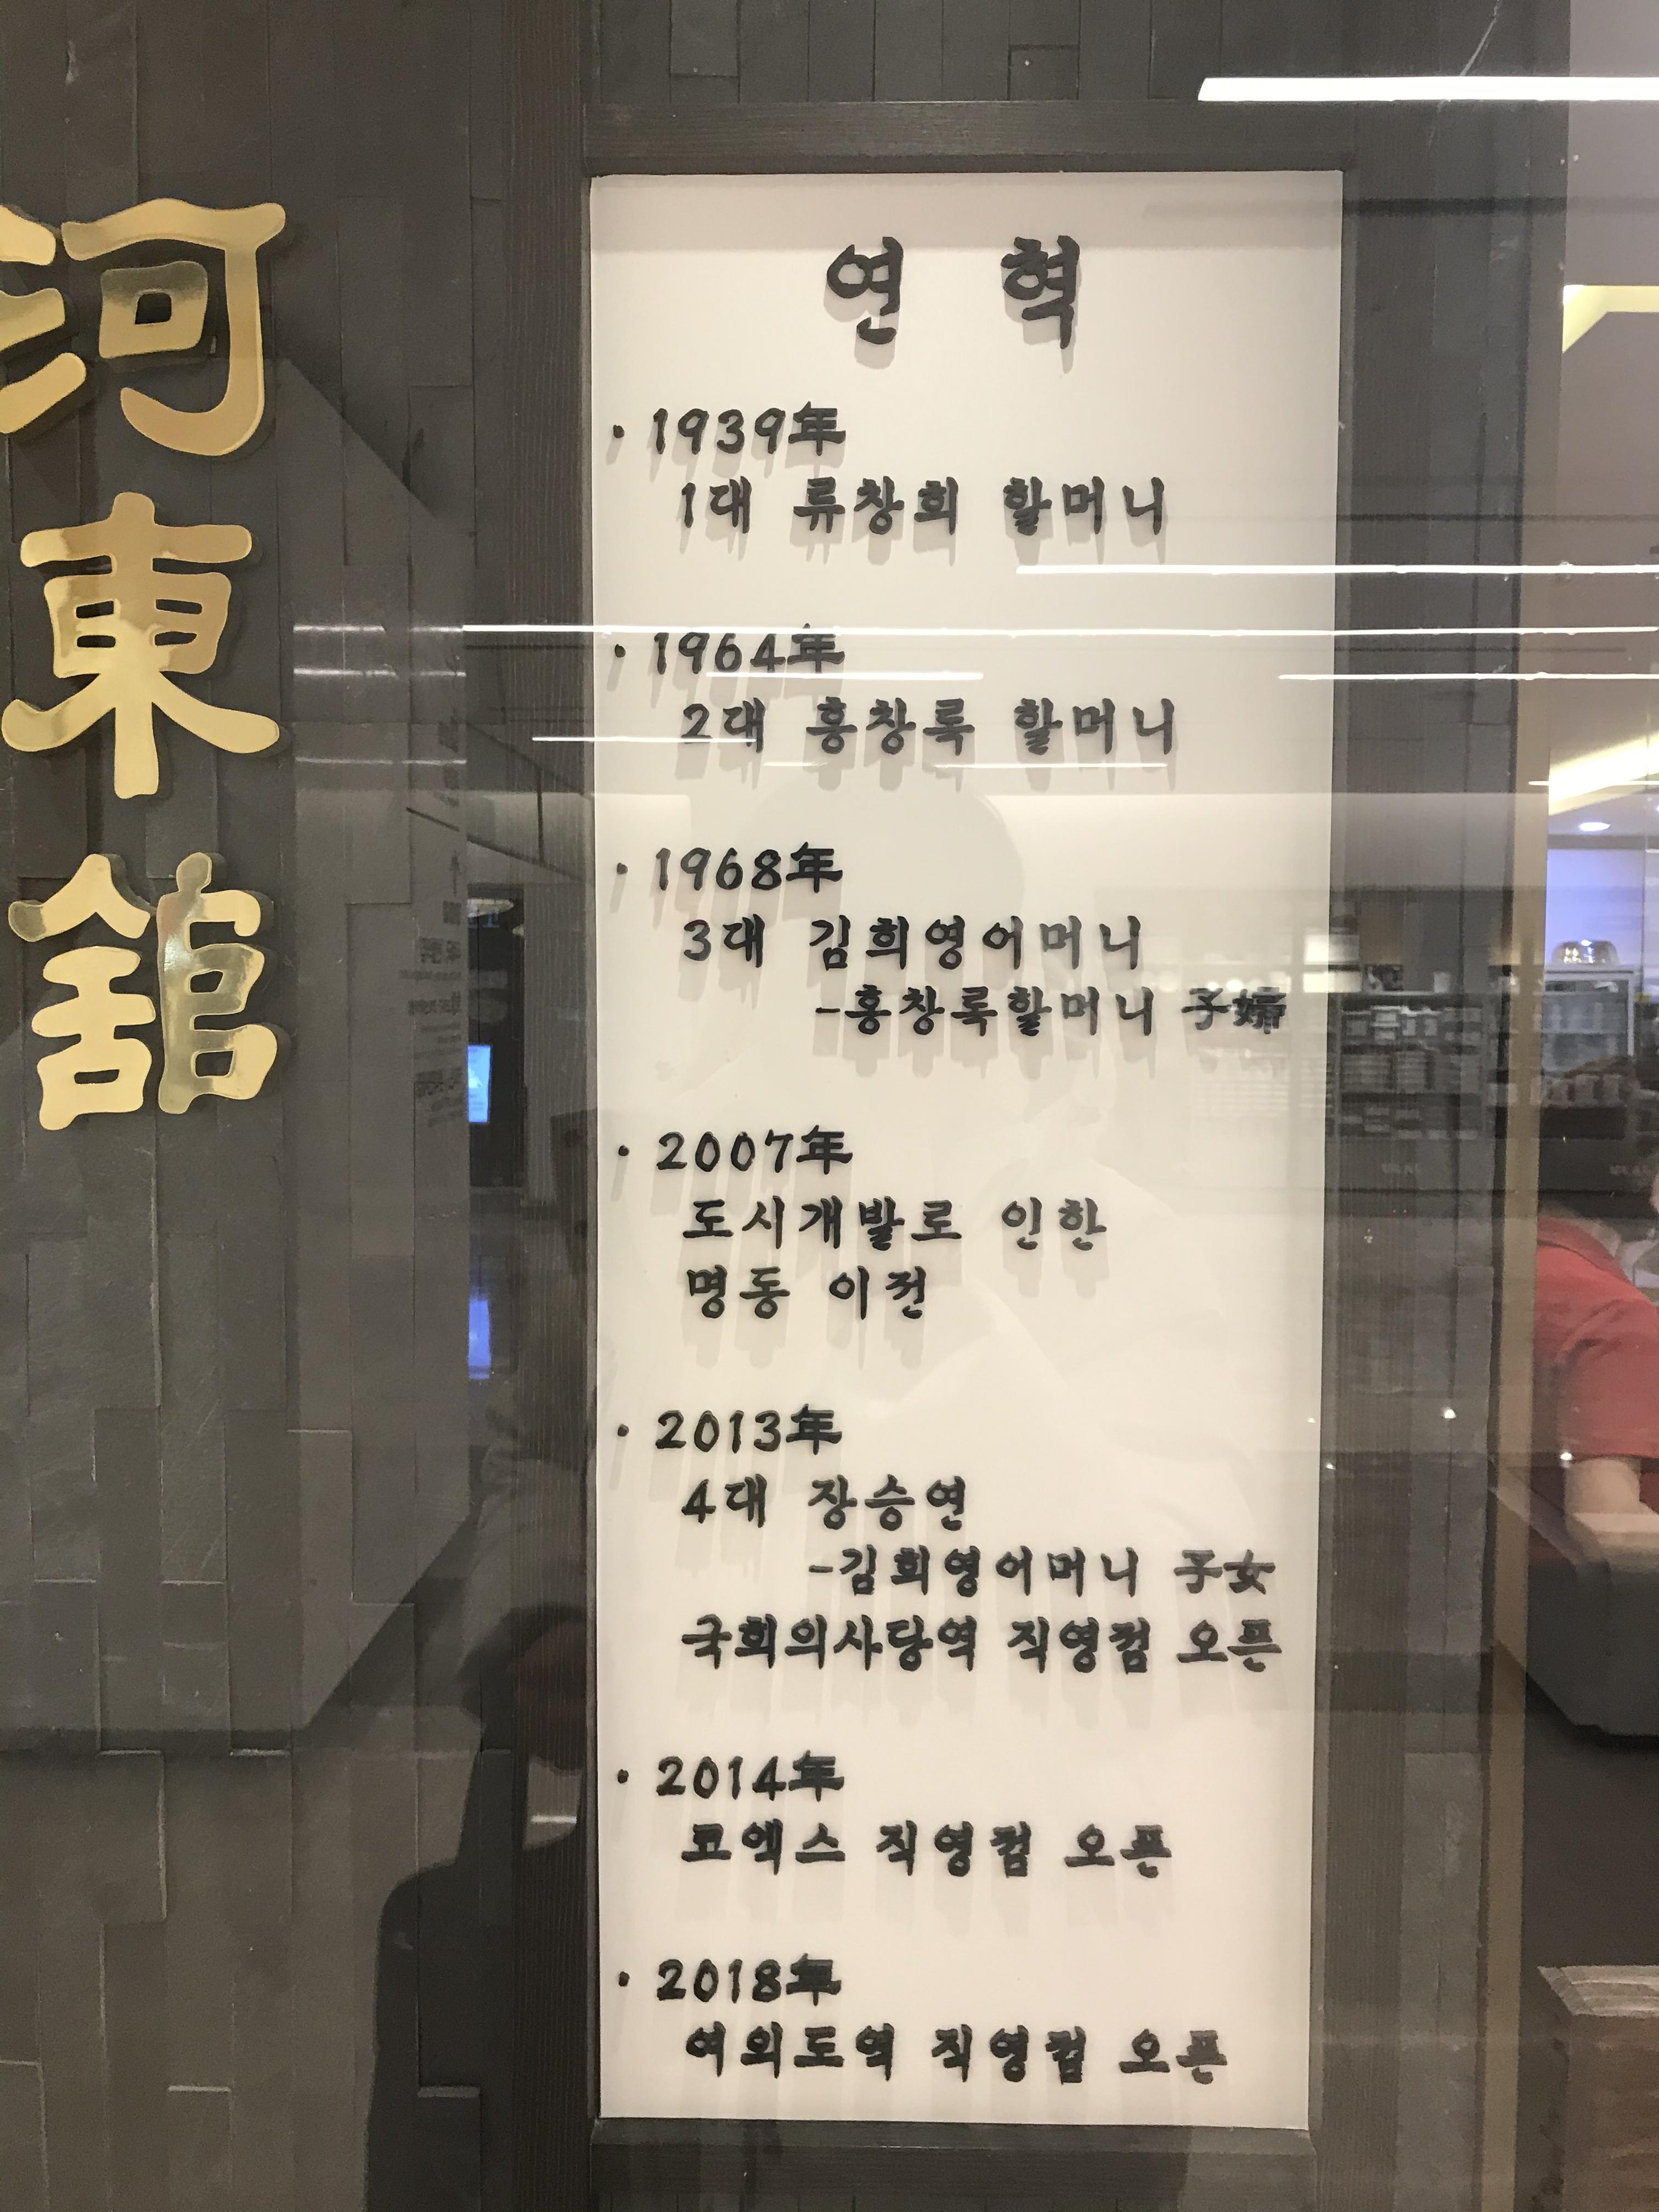 河
東
舘
연 혁
· 1939年
1대 류창희 할머니
· 1964年
2대 홍창록 할머니
· 1968年
3대 김희영어머니
-홍창록할머니 子婦
· 2007年
도시개발로 인한
명동 이전
· 2013年
4대 장승연
-김희영어머니 子女
국회의사당역 직영점 오픈
· 2014年
코엑스 직영점 오픈
· 2018年
여의도역 직영점 오픈